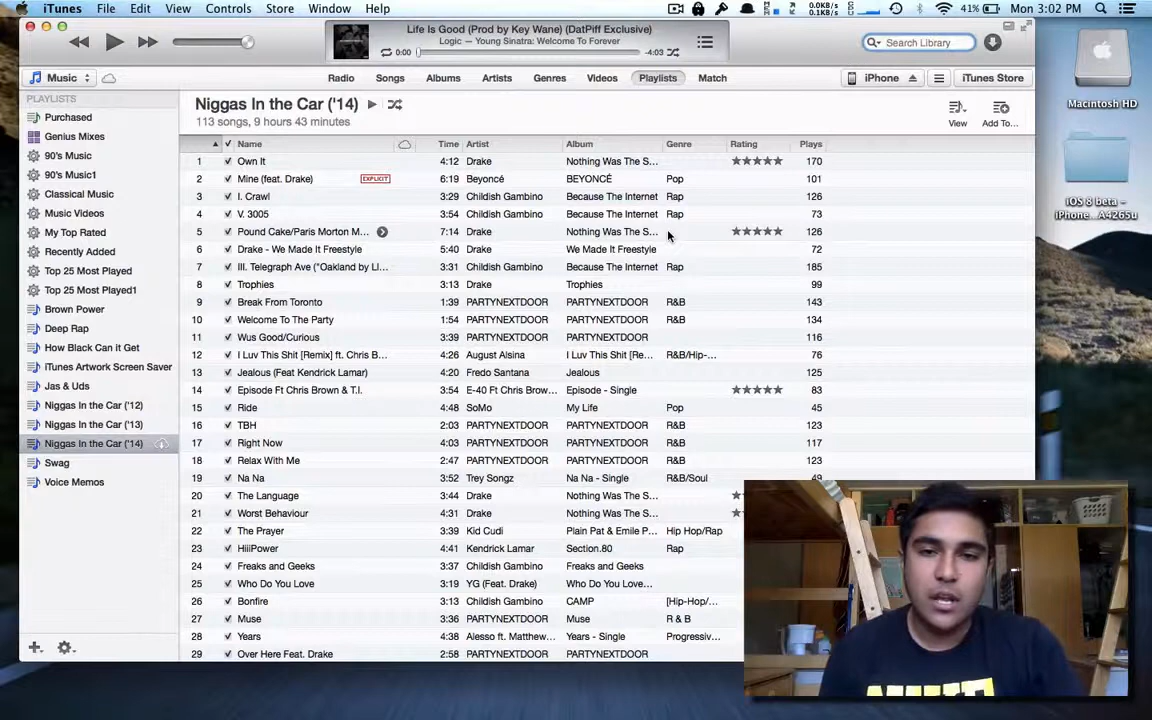 iTunes File Edit View Controls Store Window Help 0.0KB/s 0.1KB/s 41% Mon 3:02 PM
Life Is Good (Prod by Key Wane) (DatPiff Exclusive)
Logic — Young Sinatra: Welcome To Forever
0:00 -4:03
Search Library
Music Radio Songs Albums Artists Genres Videos Playlists Match iPhone iTunes Store
Macintosh HD
iOS 8 beta –
iPhone...A4265u
PLAYLISTS
Purchased
Genius Mixes
90's Music
90's Music1
Classical Music
Music Videos
My Top Rated
Recently Added
Top 25 Most Played
Top 25 Most Played1
Brown Power
Deep Rap
How Black Can it Get
iTunes Artwork Screen Saver
Jas & Uds
Niggas In the Car ('12)
Niggas In the Car ('13)
Niggas In the Car ('14)
Swag
Voice Memos
Niggas In the Car ('14)
113 songs, 9 hours 43 minutes
View Add To...
Name Time Artist Album Genre Rating Plays
1 Own It 4:12 Drake Nothing Was The S... ★★★★★ 170
2 Mine (feat. Drake) EXPLICIT 6:19 Beyoncé BEYONCÉ Pop 101
3 I. Crawl 3:29 Childish Gambino Because The Internet Rap 126
4 V. 3005 3:54 Childish Gambino Because The Internet Rap 73
5 Pound Cake/Paris Morton M... 7:14 Drake Nothing Was The S... ★★★★★ 126
6 Drake - We Made It Freestyle 5:40 Drake We Made It Freestyle 72
7 III. Telegraph Ave ("Oakland by Ll... 3:31 Childish Gambino Because The Internet Rap 185
8 Trophies 3:13 Drake Trophies 99
9 Break From Toronto 1:39 PARTYNEXTDOOR PARTYNEXTDOOR R&B 143
10 Welcome To The Party 1:54 PARTYNEXTDOOR PARTYNEXTDOOR R&B 134
11 Wus Good/Curious 3:39 PARTYNEXTDOOR PARTYNEXTDOOR 116
12 I Luv This Shit [Remix] ft. Chris B... 4:26 August Alsina I Luv This Shit [Re... R&B/Hip-... 76
13 Jealous (Feat Kendrick Lamar) 4:20 Fredo Santana Jealous 125
14 Episode Ft Chris Brown & T.I. 3:54 E-40 Ft Chris Brow... Episode - Single ★★★★★ 83
15 Ride 4:48 SoMo My Life Pop 45
16 TBH 2:03 PARTYNEXTDOOR PARTYNEXTDOOR R&B 123
17 Right Now 4:03 PARTYNEXTDOOR PARTYNEXTDOOR R&B 117
18 Relax With Me 2:47 PARTYNEXTDOOR PARTYNEXTDOOR R&B 123
19 Na Na 3:52 Trey Songz Na Na - Single R&B/Soul 49
20 The Language 3:44 Drake Nothing Was The S...
21 Worst Behaviour 4:31 Drake Nothing Was The S...
22 The Prayer 3:39 Kid Cudi Plain Pat & Emile P... Hip Hop/Rap
23 HiiiPower 4:41 Kendrick Lamar Section.80 Rap
24 Freaks and Geeks 3:37 Childish Gambino Freaks and Geeks
25 Who Do You Love 3:19 YG (Feat. Drake) Who Do You Love...
26 Bonfire 3:13 Childish Gambino CAMP [Hip-Hop/...
27 Muse 3:36 PARTYNEXTDOOR Muse R & B
28 Years 4:38 Alesso ft. Matthew... Years - Single Progressiv...
29 Over Here Feat. Drake 2:58 PARTYNEXTDOOR PARTYNEXTDOOR